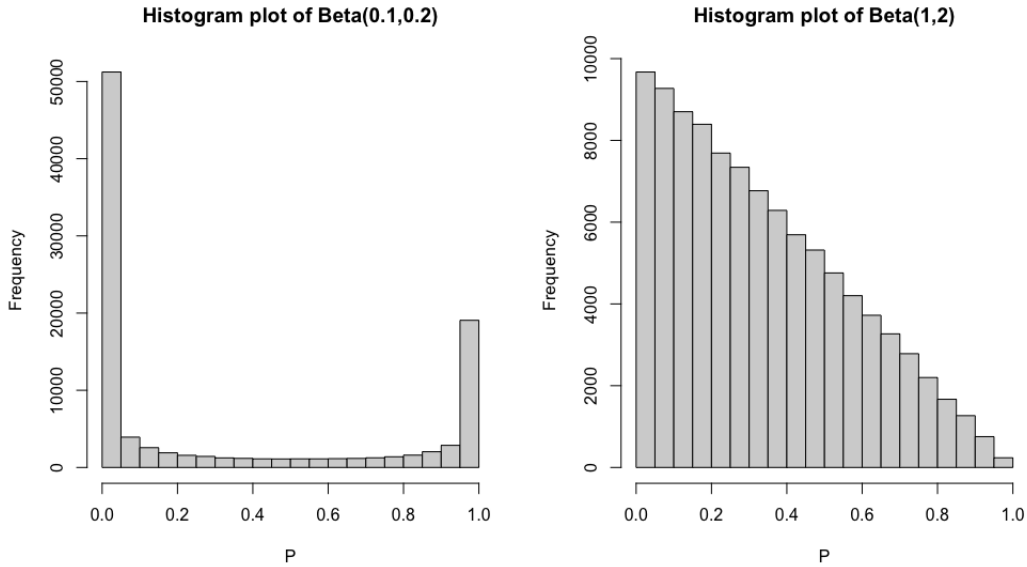 Histogram plot of Beta(0.1,0.2)
Frequency
50000
40000
30000
20000
10000
0
0.0 0.2 0.4 0.6 0.8 1.0
P
Histogram plot of Beta(1,2)
Frequency
10000
8000
6000
4000
2000
0
0.0 0.2 0.4 0.6 0.8 1.0
P